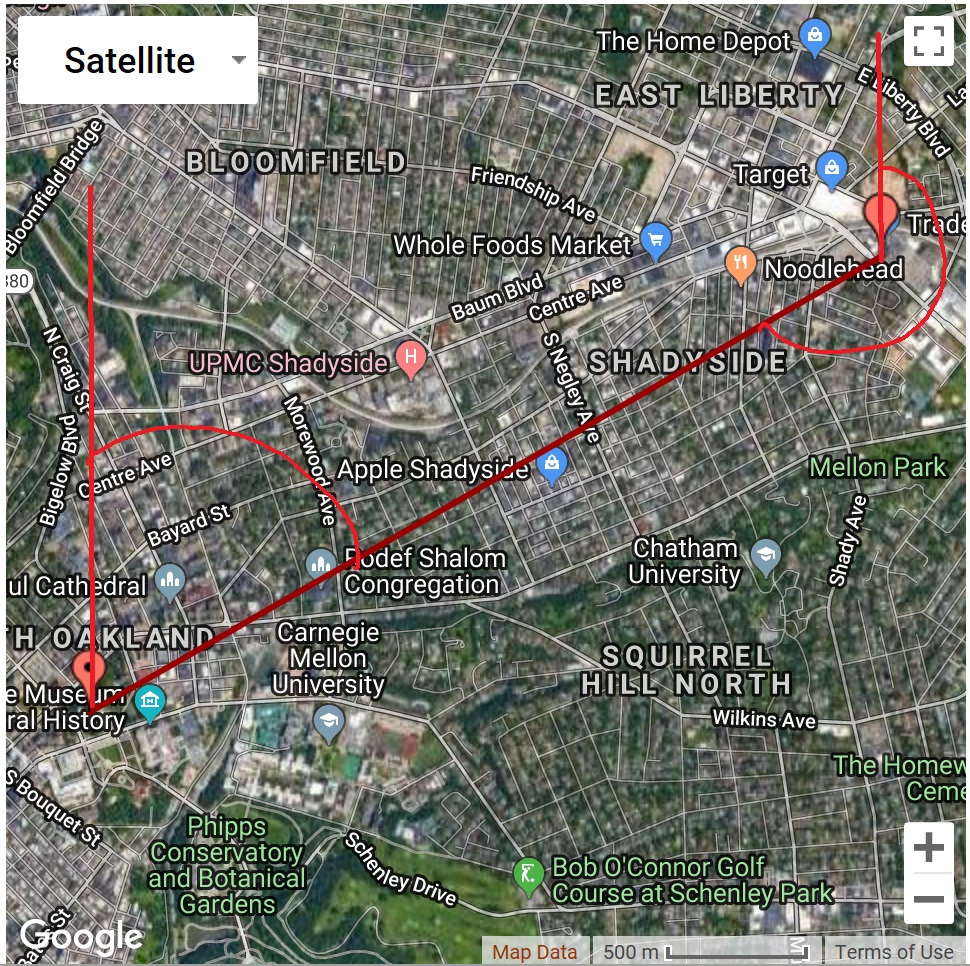 Satellite
The Home Depot
EAST LIBERTY
E Liberty Blvd
La
Bloomfield Bridge
BLOOMFIELD
Friendship Ave
Target
Trade
Whole Foods Market
Noodlehead
380
Baum Blvd
Centre Ave
N Craig St
UPMC Shadyside
S Negley Ave
SHADYSIDE
Morewood Ave
Bigelow Blvd
Centre Ave
Apple Shadyside
Mellon Park
Bayard St
Shady Ave
Rodef Shalom
Congregation
Chatham
University
ul Cathedral
TH OAKLAND
Carnegie
Mellon
University
SQUIRREL
HILL NORTH
e Museum
ral History
Wilkins Ave
S Bouquet St
The Homew
Ceme
Phipps
Conservatory
and Botanical
Gardens
Schenley Drive
Bob O'Connor Golf
Course at Schenley Park
Google
Map Data
500 m
Terms of Use